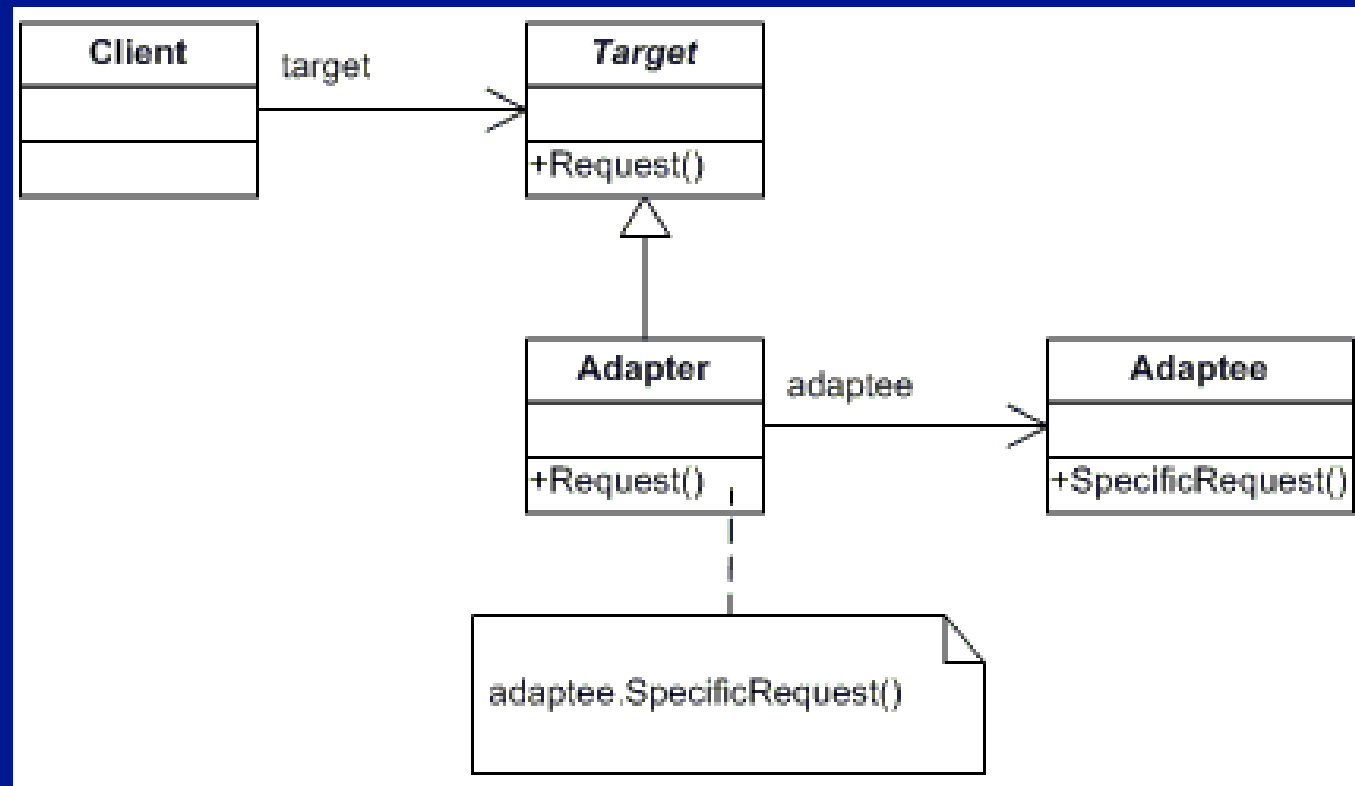 Client
target
Target
+Request()
Adapter
adaptee
Adaptee
+Request()
+SpecificRequest()
adaptee.SpecificRequest()